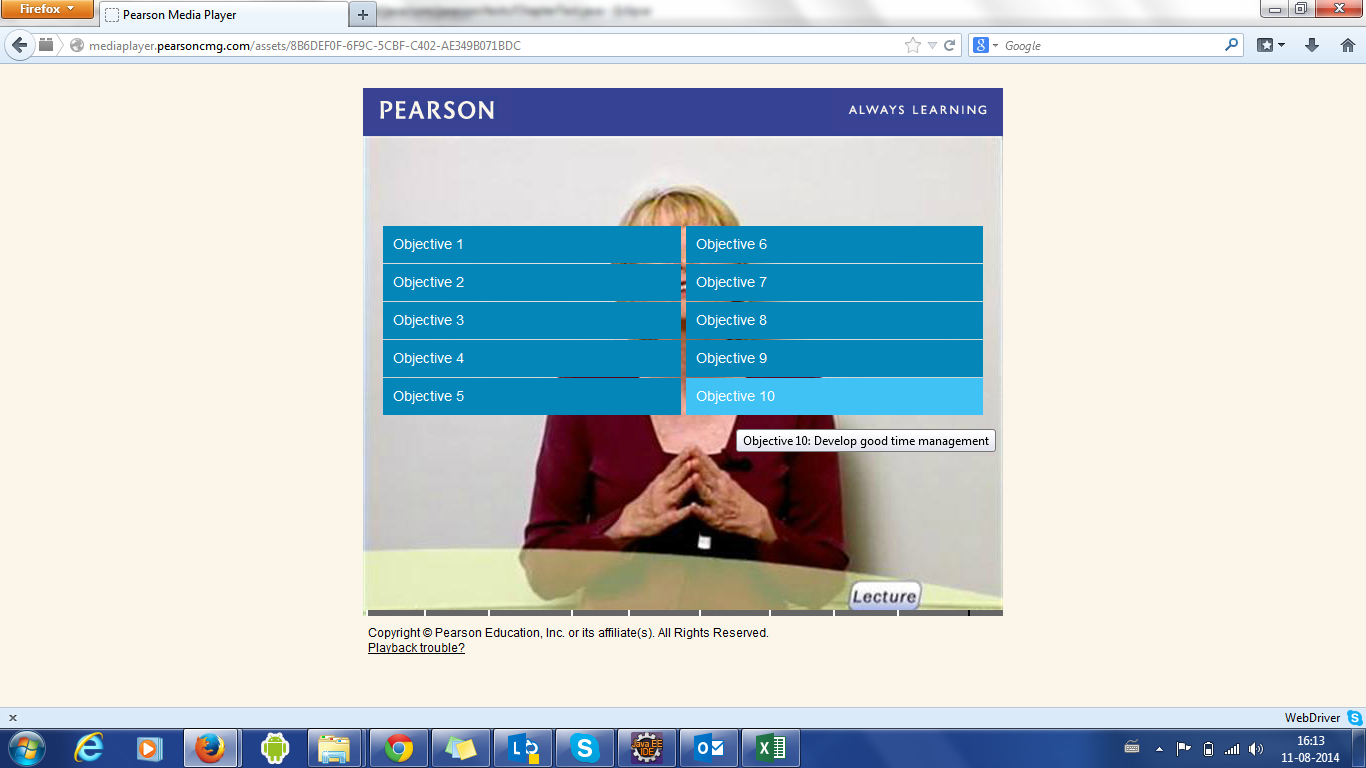 Firefox
Pearson Media Player
mediaplayer.pearsoncmg.com/assets/8B6DEF0F-6F9C-5CBF-C402-AE349B071BDC
Google
PEARSON
ALWAYS LEARNING
Objective 1
Objective 6
Objective 2
Objective 7
Objective 3
Objective 8
Objective 4
Objective 9
Objective 5
Objective 10
Objective 10: Develop good time management
Lecture
Copyright © Pearson Education, Inc. or its affiliate(s). All Rights Reserved.
Playback trouble?
WebDriver
Java EE
IDE
16:13
11-08-2014